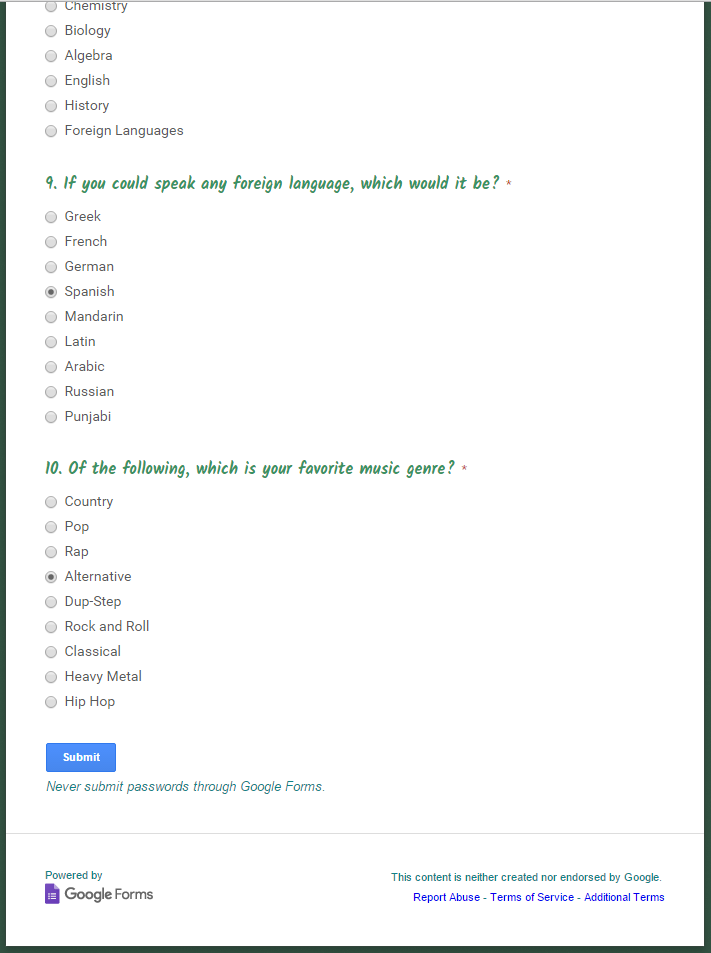 Chemistry
Biology
Algebra
English
History
Foreign Languages
9. If you could speak any foreign language, which would it be? *
Greek
French
German
Spanish
Mandarin
Latin
Arabic
Russian
Punjabi
10. Of the following, which is your favorite music genre? *
Country
Pop
Rap
Alternative
Dup-Step
Rock and Roll
Classical
Heavy Metal
Hip Hop
Submit
Never submit passwords through Google Forms.
Powered by
Google Forms
This content is neither created nor endorsed by Google.
Report Abuse - Terms of Service - Additional Terms